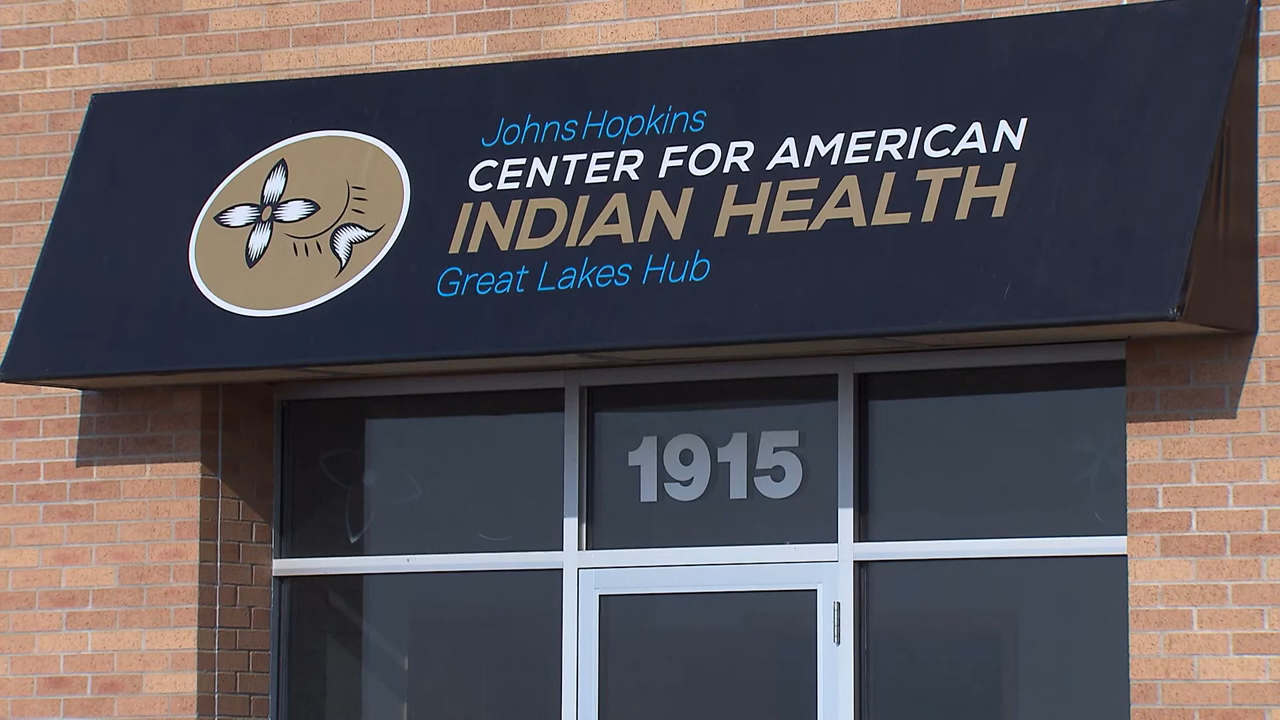 Johns Hopkins
CENTER FOR AMERICAN
INDIAN HEALTH
Great Lakes Hub
1915